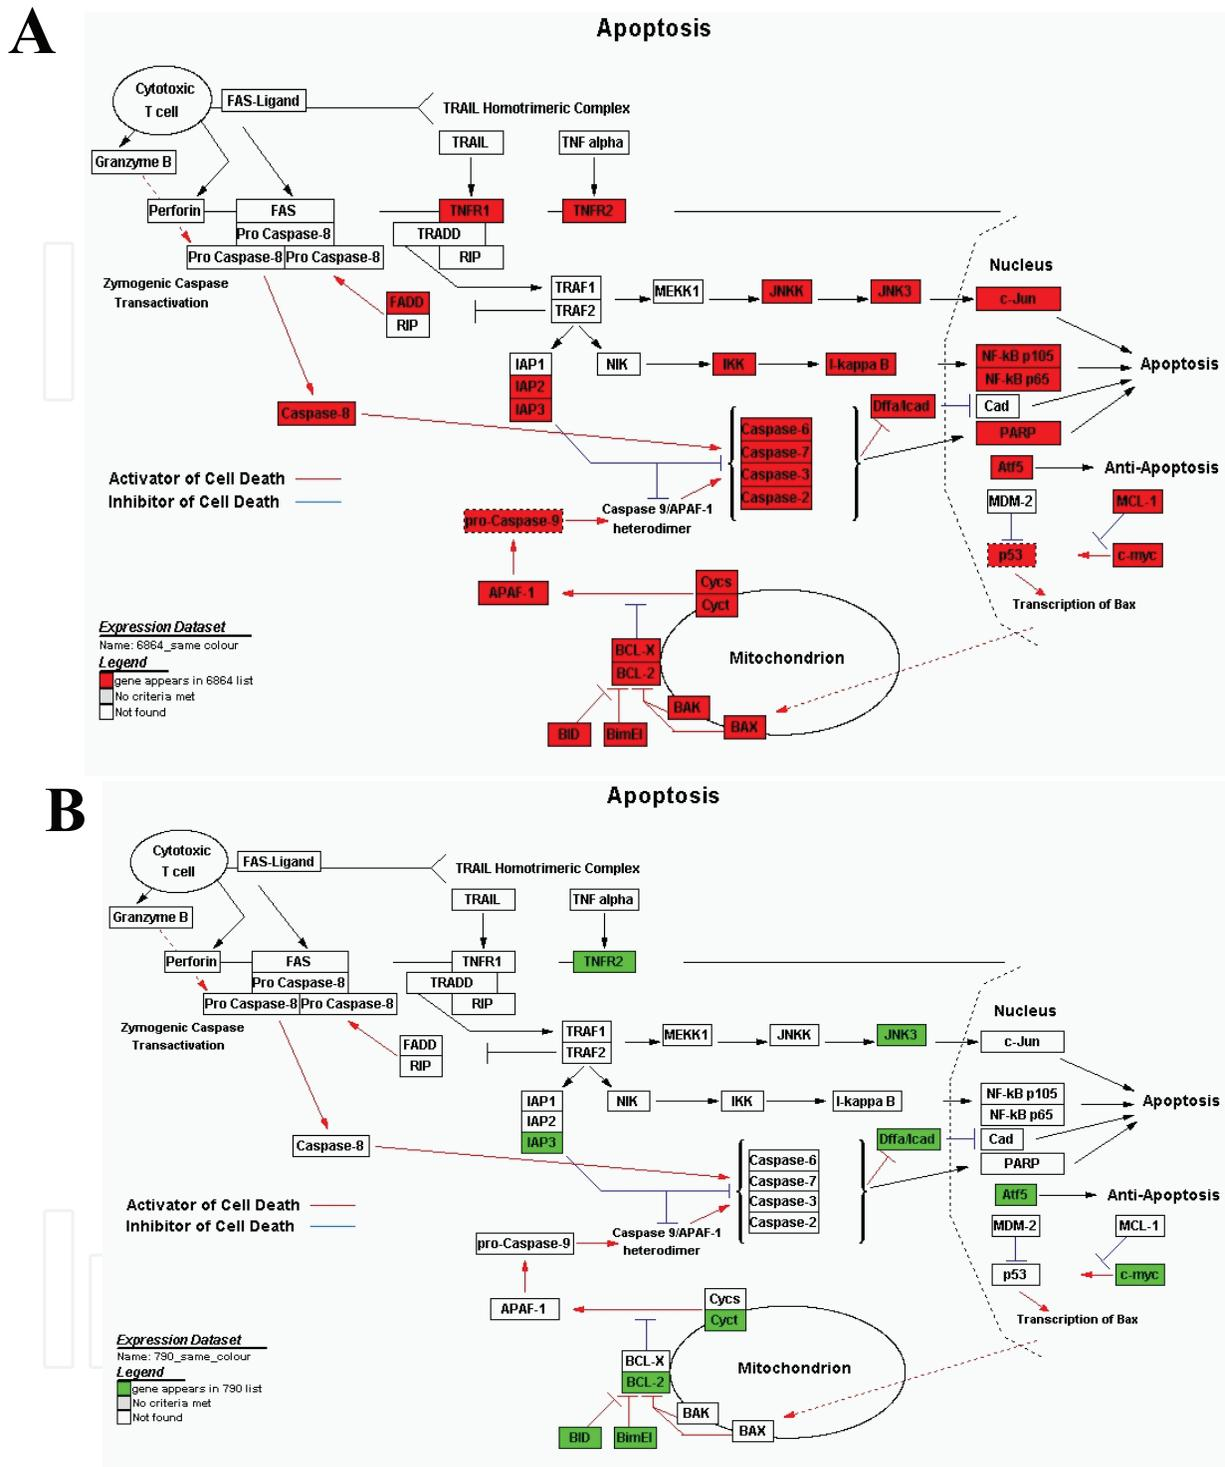 A
Apoptosis
Cytotoxic
T cell
FAS-Ligand
TRAIL Homotrimeric Complex
TRAIL
TNF alpha
Granzyme B
Perforin
FAS
TNFR1
TNFR2
Pro Caspase-8
TRADD
Pro Caspase-8
Pro Caspase-8
RIP
Nucleus
Zymogenic Caspase
Transactivation
FADD
RIP
TRAF1
TRAF2
MEKK1
JNKK
JNK3
c-Jun
IAP1
IAP2
IAP3
NIK
IKK
I-kappa B
NF-kB p105
NF-kB p65
Apoptosis
Caspase-8
Dffa/Icad
Cad
Caspase-6
Caspase-7
Caspase-3
Caspase-2
PARP
Atf5
Anti-Apoptosis
Activator of Cell Death
Inhibitor of Cell Death
MDM-2
MCL-1
pro-Caspase-9
Caspase 9/APAF-1
heterodimer
p53
c-myc
APAF-1
Cycs
Cyct
Transcription of Bax
Expression Dataset
Name: 6864_same colour
Legend
gene appears in 6864 list
No criteria met
Not found
BCL-X
BCL-2
Mitochondrion
BAK
BID
BimEl
BAX
B
Apoptosis
Cytotoxic
T cell
FAS-Ligand
TRAIL Homotrimeric Complex
TRAIL
TNF alpha
Granzyme B
Perforin
FAS
TNFR1
TNFR2
Pro Caspase-8
TRADD
Pro Caspase-8
Pro Caspase-8
RIP
Nucleus
Zymogenic Caspase
Transactivation
FADD
RIP
TRAF1
TRAF2
MEKK1
JNKK
JNK3
c-Jun
IAP1
IAP2
IAP3
NIK
IKK
I-kappa B
NF-kB p105
NF-kB p65
Apoptosis
Caspase-8
Dffa/Icad
Cad
Caspase-6
Caspase-7
Caspase-3
Caspase-2
PARP
Atf5
Anti-Apoptosis
Activator of Cell Death
Inhibitor of Cell Death
MDM-2
MCL-1
pro-Caspase-9
Caspase 9/APAF-1
heterodimer
p53
c-myc
APAF-1
Cycs
Cyct
Transcription of Bax
Expression Dataset
Name: 790_same_colour
Legend
gene appears in 790 list
No criteria met
Not found
BCL-X
BCL-2
Mitochondrion
BAK
BID
BimEl
BAX